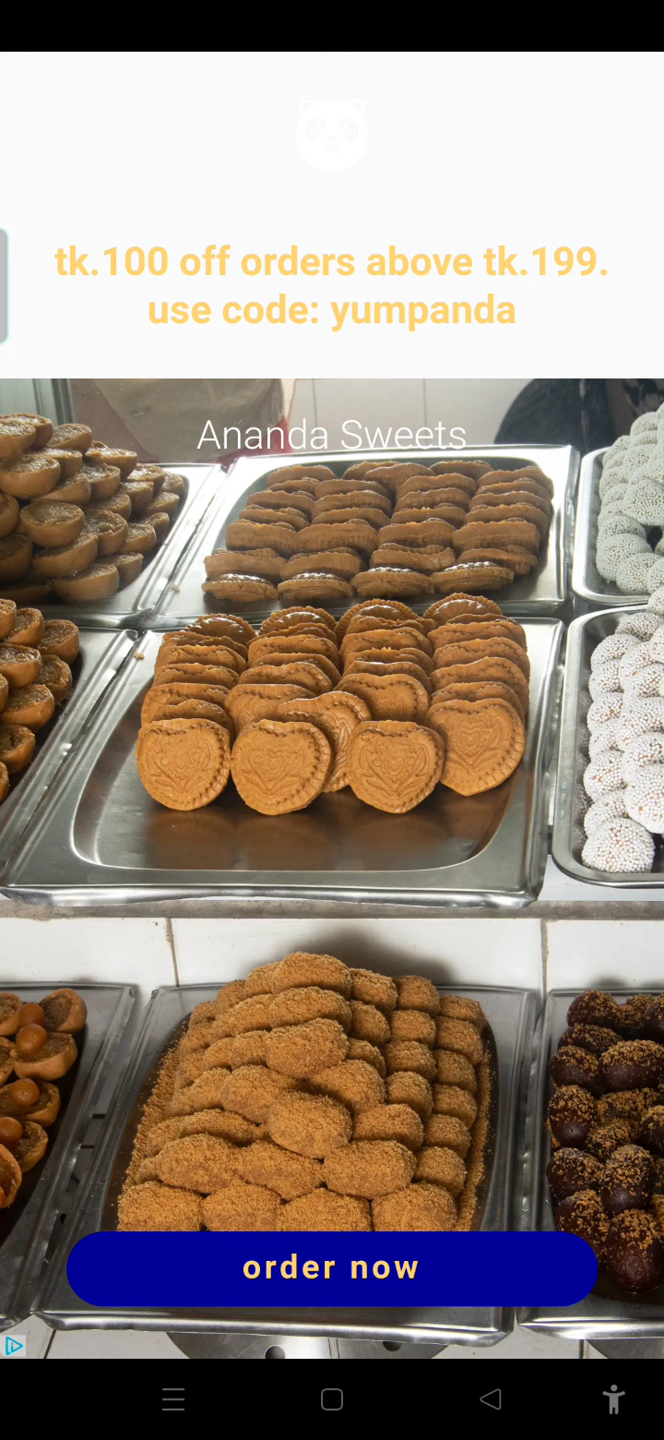 tk.100 off orders above tk.199.
use code: yumpanda
Ananda Sweets
order now